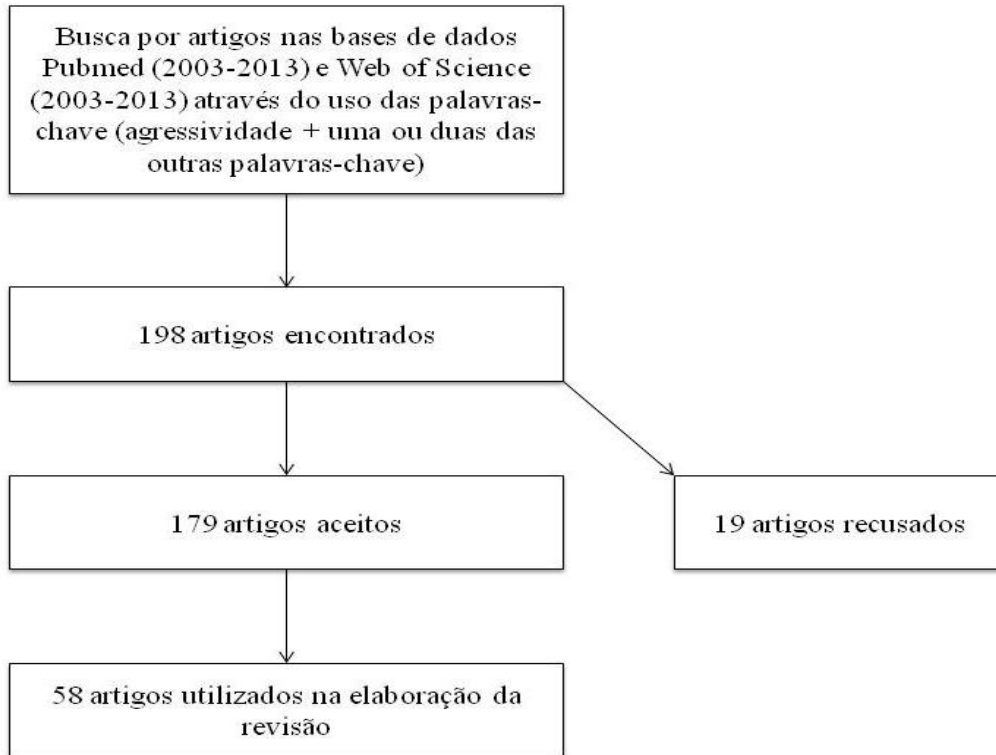 Busca por artigos nas bases de dados
Pubmed (2003-2013) e Web of Science
(2003-2013) através do uso das palavras-
chave (agressividade + uma ou duas das
outras palavras-chave)
198 artigos encontrados
179 artigos aceitos
19 artigos recusados
58 artigos utilizados na elaboração da
revisão